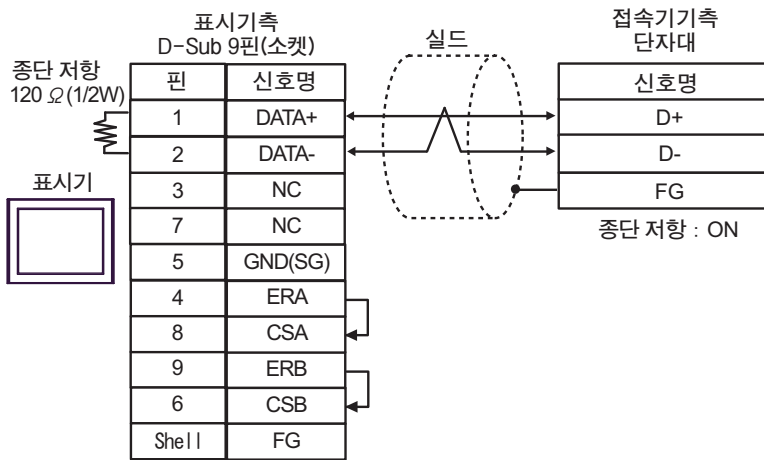 표시기측
D-Sub 9핀(소켓)
실드
접속기기측
단자대
종단 저항
120 Ω(1/2W)
핀 신호명
1 DATA+
2 DATA-
3 NC
7 NC
5 GND(SG)
4 ERA
8 CSA
9 ERB
6 CSB
Shell FG
표시기
신호명
D+
D-
FG
종단 저항 : ON